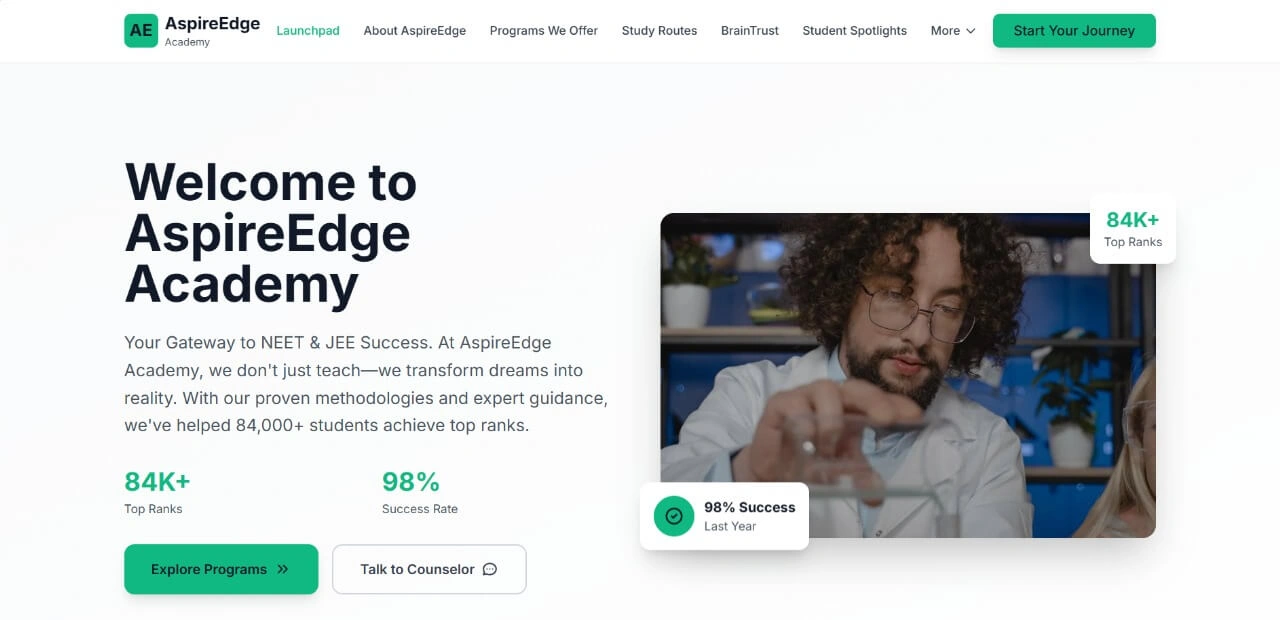 AE
AspireEdge
Academy
Launchpad
About AspireEdge
Programs We Offer
Study Routes
BrainTrust
Student Spotlights
More
Start Your Journey
Welcome to
AspireEdge
Academy
Your Gateway to NEET & JEE Success. At AspireEdge
Academy, we don't just teach—we transform dreams into
reality. With our proven methodologies and expert guidance,
we've helped 84,000+ students achieve top ranks.
84K+
Top Ranks
98%
Success Rate
Explore Programs
Talk to Counselor
84K+
Top Ranks
98% Success
Last Year